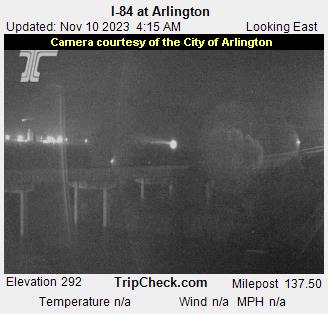 I-84 at Arlington
Updated: Nov 10 2023 4:15 AM Looking East
Camera courtesy of the City of Arlington
Elevation 292 TripCheck.com Milepost 137.50
Temperature n/a Wind n/a MPH n/a